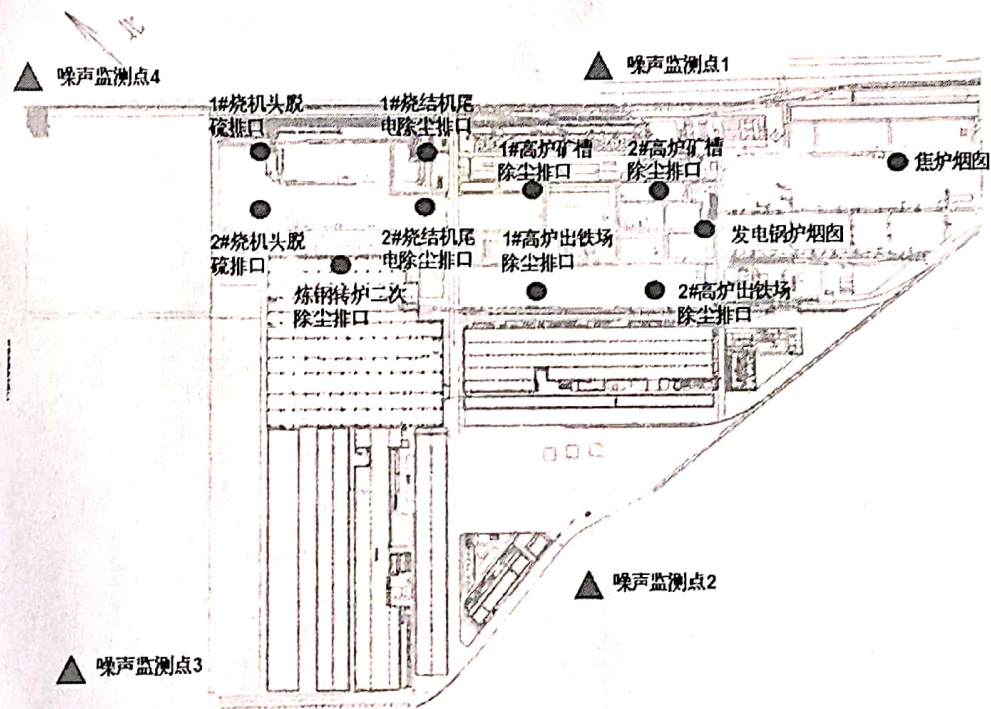 北
噪声监测点4
噪声监测点1
1#烧机头脱
硫排口
1#烧结机尾
电除尘排口
1#高炉矿槽
除尘排口
2#高炉矿槽
除尘排口
焦炉烟囱
2#烧机头脱
硫排口
2#烧结机尾
电除尘排口
1#高炉出铁场
除尘排口
发电锅炉烟囱
炼钢转炉二次
除尘排口
2#高炉出铁场
除尘排口
噪声监测点2
噪声监测点3